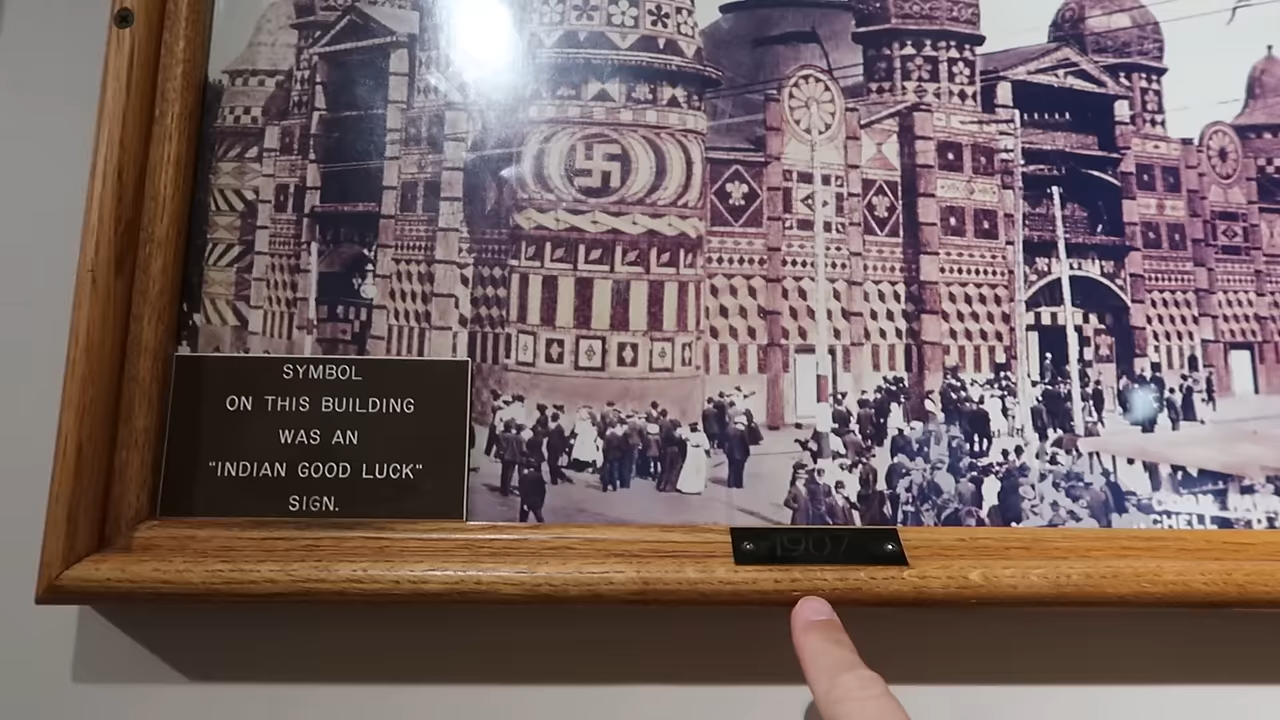 SYMBOL
ON THIS BUILDING
WAS AN
"INDIAN GOOD LUCK"
SIGN.
1907